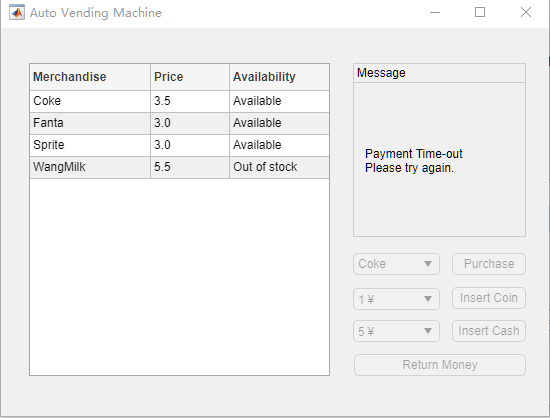 Auto Vending Machine
Merchandise Price Availability
Coke 3.5 Available
Fanta 3.0 Available
Sprite 3.0 Available
WangMilk 5.5 Out of stock
Message
Payment Time-out
Please try again.
Coke Purchase
1 ¥ Insert Coin
5 ¥ Insert Cash
Return Money